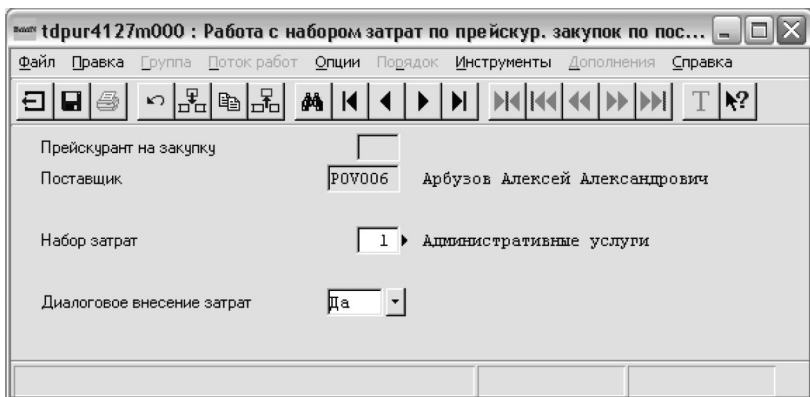 tdpur4127m000 : Работа с набором затрат по прейскур. закупок по пос...
Файл Правка Группа Поток работ Опции Порядок Инструменты Дополнения Справка
T ?
Прейскурант на закупку
Поставщик POV006 Арбузов Алексей Александрович
Набор затрат 1 Административные услуги
Диалоговое внесение затрат Да